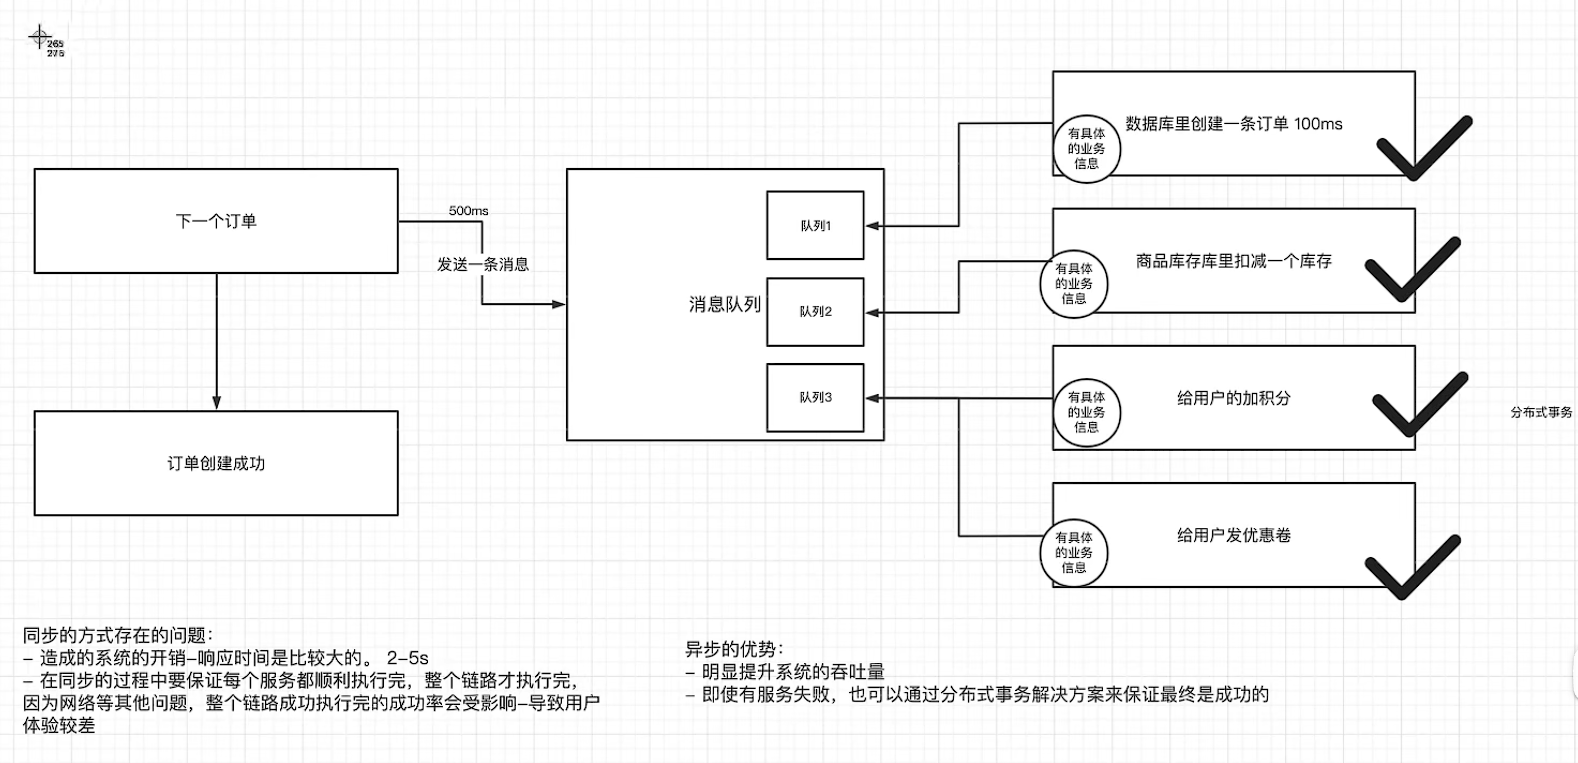 265
275
下一个订单
500ms
发送一条消息
订单创建成功
消息队列
队列1
队列2
队列3
数据库里创建一条订单 100ms
有具体
的业务
信息
商品库存库里扣减一个库存
有具体
的业务
信息
给用户的加积分
有具体
的业务
信息
给用户发优惠卷
有具体
的业务
信息
分布式事务
同步的方式存在的问题：
- 造成的系统的开销-响应时间是比较大的。 2-5s
- 在同步的过程中要保证每个服务都顺利执行完，整个链路才执行完，
因为网络等其他问题，整个链路成功执行完的成功率会受影响-导致用户
体验较差
异步的优势：
- 明显提升系统的吞吐量
- 即使有服务失败，也可以通过分布式事务解决方案来保证最终是成功的